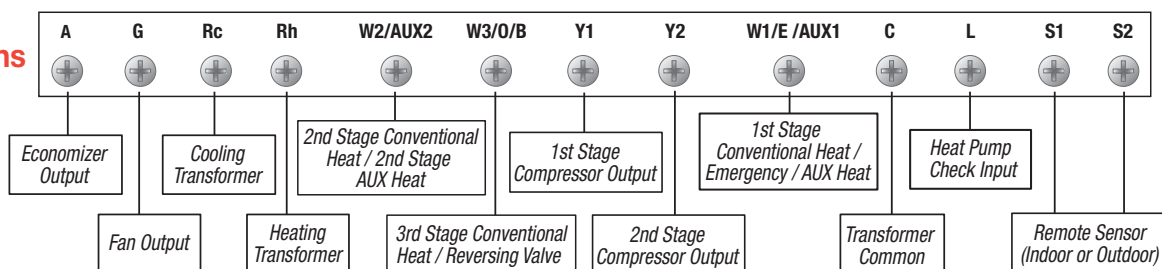 ns
A G Rc Rh W2/AUX2 W3/O/B Y1 Y2 W1/E /AUX1 C L S1 S2
Economizer
Output
Fan Output
Cooling
Transformer
Heating
Transformer
2nd Stage Conventional
Heat / 2nd Stage
AUX Heat
3rd Stage Conventional
Heat / Reversing Valve
1st Stage
Compressor Output
2nd Stage
Compressor Output
1st Stage
Conventional Heat /
Emergency / AUX Heat
Transformer
Common
Heat Pump
Check Input
Remote Sensor
(Indoor or Outdoor)